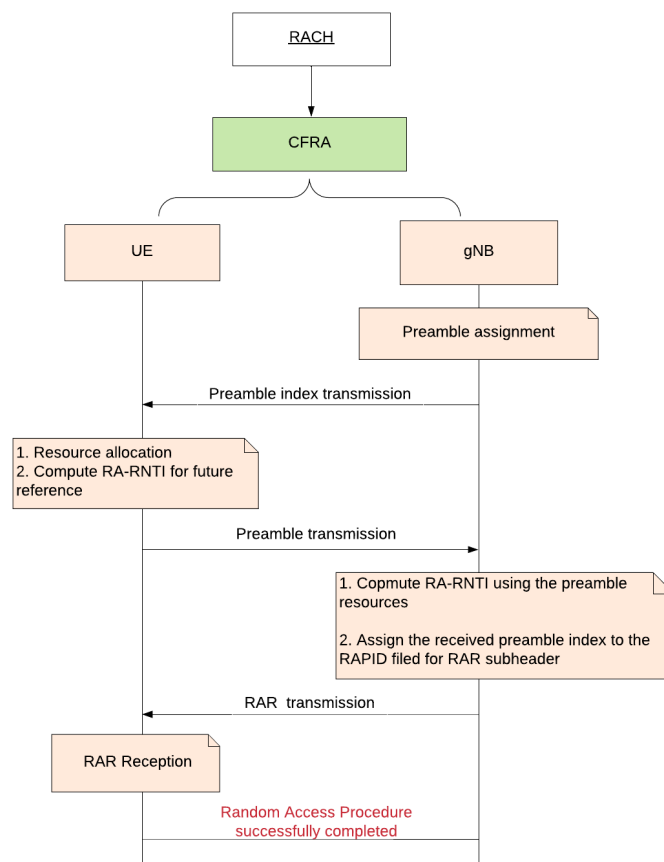 RACH
CFRA
UE
gNB
Preamble assignment
Preamble index transmission
1. Resource allocation
2. Compute RA-RNTI for future
reference
Preamble transmission
1. Copmute RA-RNTI using the preamble
resources
2. Assign the received preamble index to the
RAPID filed for RAR subheader
RAR transmission
RAR Reception
Random Access Procedure
successfully completed